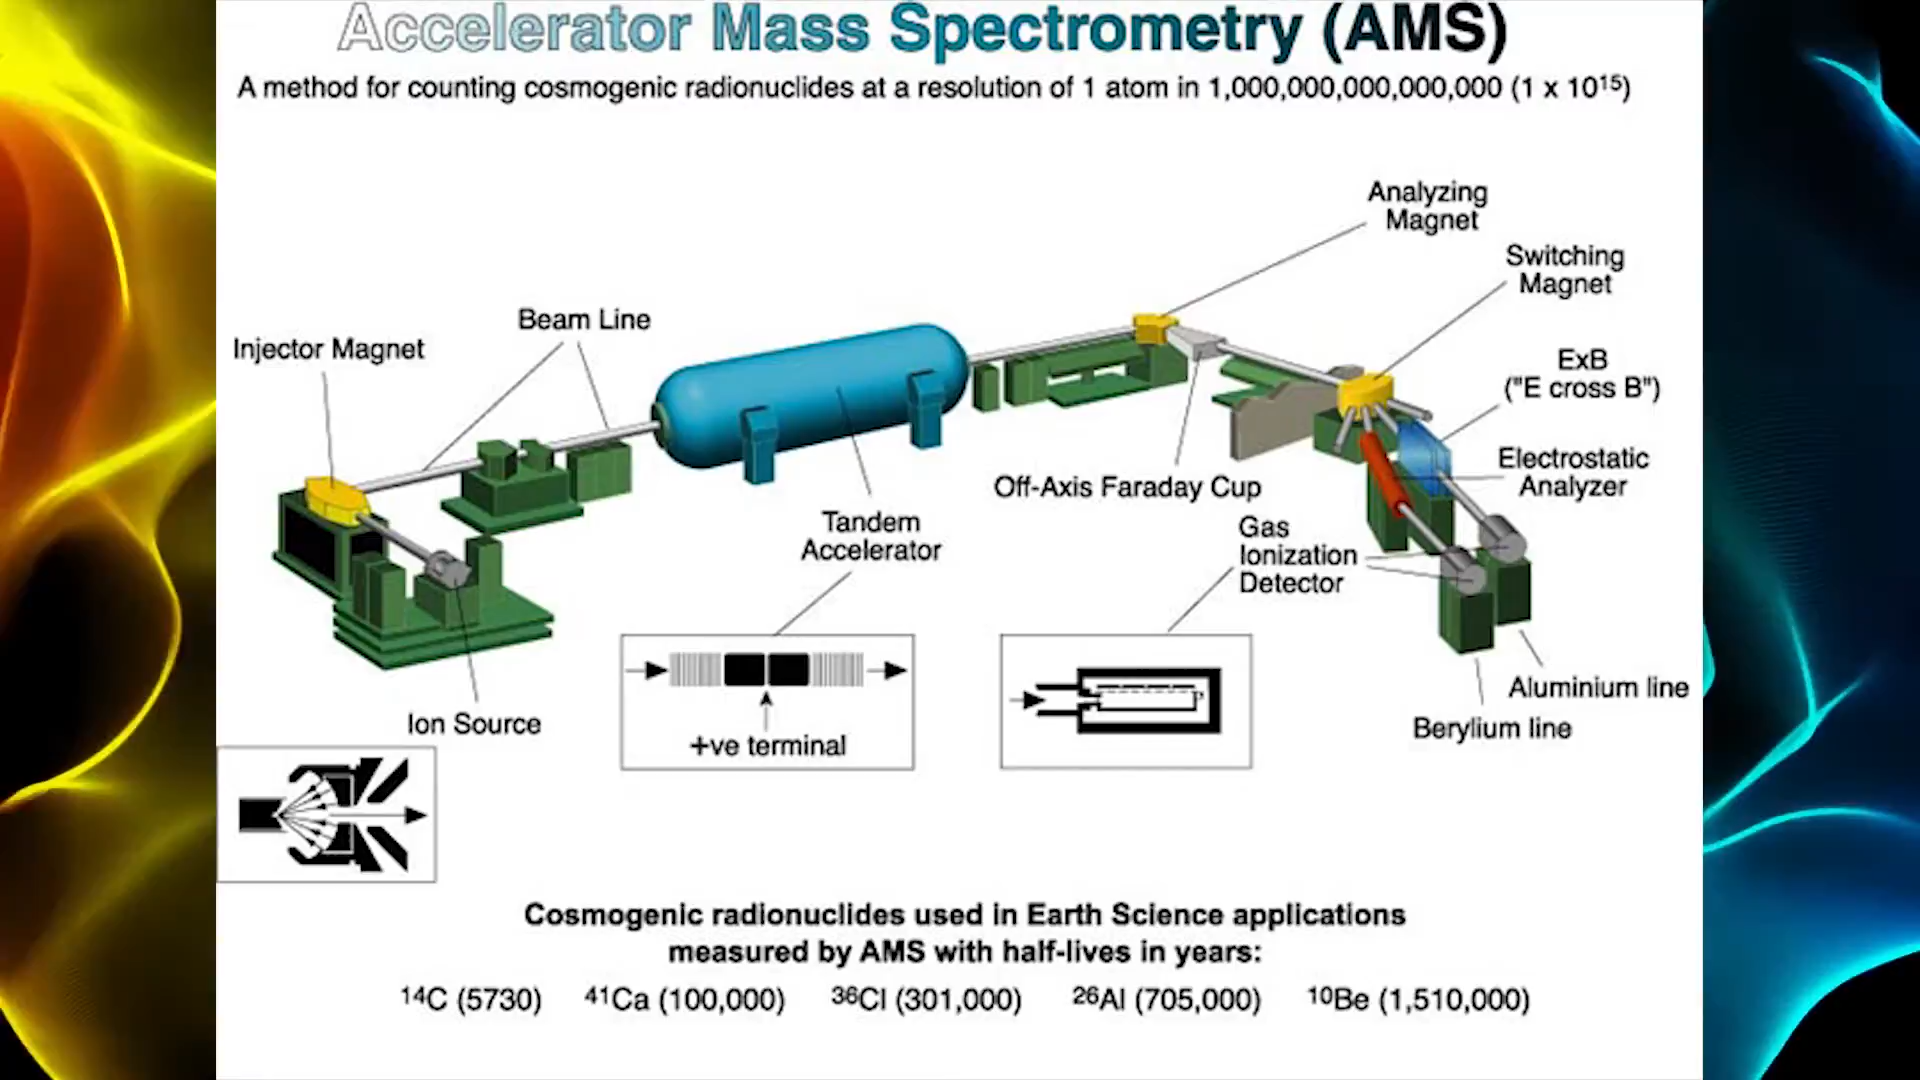 Accelerator Mass Spectrometry (AMS)
A method for counting cosmogenic radionuclides at a resolution of 1 atom in 1,000,000,000,000,000 (1 x 10¹⁵)
Analyzing
Magnet
Switching
Magnet
Beam Line
Injector Magnet
ExB
("E cross B")
Electrostatic
Analyzer
Off-Axis Faraday Cup
Tandem
Accelerator
Gas
Ionization
Detector
Aluminium line
Berylium line
Ion Source
+ve terminal
Cosmogenic radionuclides used in Earth Science applications
measured by AMS with half-lives in years:
¹⁴C (5730) ⁴¹Ca (100,000) ³⁶Cl (301,000) ²⁶Al (705,000) ¹⁰Be (1,510,000)